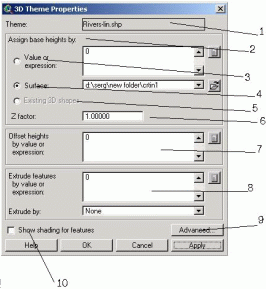 3D Theme Properties
Theme: Rivers-lin.shp
1
Assign base heights by:
2
0
Value or
expression:
3
Surface: d:\serg\new folder\crtin1
4
Existing 3D shapes
5
Z factor: 1.00000
6
Offset heights
by value or
expression:
0
7
Extrude features
by value or
expression:
0
8
Extrude by: None
9
Show shading for features
Advanced...
Help OK Cancel Apply
10